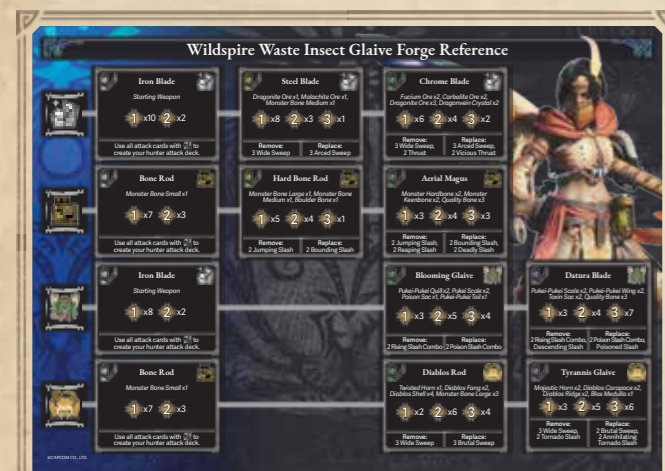 Wildspire Waste Insect Glaive Forge Reference
Iron Blade
Starting Weapon
1 x10 2 x2
Use all attack cards with
to create your hunter attack deck.
Steel Blade
Dragonite Ore x1, Malachite Ore x1,
Monster Bone Medium x1
1 x8 2 x3 3 x1
Remove:
3 Wide Sweep
Replace:
3 Arced Sweep
Chrome Blade
Fucium Ore x2, Carbalite Ore x2,
Dragonite Ore x3, Dragonvein Crystal x2
1 x6 2 x4 3 x2
Remove:
3 Wide Sweep,
2 Thrust
Replace:
3 Arced Sweep,
2 Vicious Thrust
Bone Rod
Monster Bone Small x1
1 x7 2 x3
Use all attack cards with to
create your hunter attack deck.
Hard Bone Rod
Monster Bone Large x1, Monster Bone
Medium x1, Boulder Bone x1
1 x5 2 x4 3 x1
Remove:
2 Jumping Slash
Replace:
2 Bounding Slash
Aerial Magus
Monster Hardbone x2, Monster
Keenbone x2, Quality Bone x3
1 x3 2 x4 3 x3
Remove:
2 Jumping Slash,
2 Reaping Slash
Replace:
2 Bounding Slash,
2 Deadly Slash
Iron Blade
Starting Weapon
1 x8 2 x2
Use all attack cards with to
create your hunter attack deck.
Blooming Glaive
Pukei-Pukei Quill x2, Pukei Scale x2,
Poison Sac x1, Pukei-Pukei Tail x1
1 x3 2 x5 3 x4
Remove:
2 Rising Slash Combo
Replace:
2 Poison Slash Combo
Datura Blade
Pukei-Pukei Scale x2, Pukei-Pukei Wing x2,
Toxin Sac x2, Quality Bone x3
1 x3 2 x4 3 x7
Remove:
2 Rising Slash Combo,
Descending Slash
Replace:
2 Poison Slash Combo,
Poisoned Slash
Bone Rod
Monster Bone Small x1
1 x7 2 x3
Use all attack cards with to
create your hunter attack deck.
Diablos Rod
Twisted Horn x1, Diablos Fang x2,
Diablos Shell x4, Monster Bone Large x3
1 x2 2 x6 3 x4
Remove:
3 Wide Sweep
Replace:
3 Brutal Sweep
Tyrannis Glaive
Majestic Horn x2, Diablos Carapace x2,
Diablos Ridge x2, Blos Medulla x1
1 x3 2 x5 3 x6
Remove:
3 Wide Sweep,
2 Tornado Slash
Replace:
2 Brutal Sweep,
2 Annihilating
Tornado Slash
©CAPCOM CO., LTD.